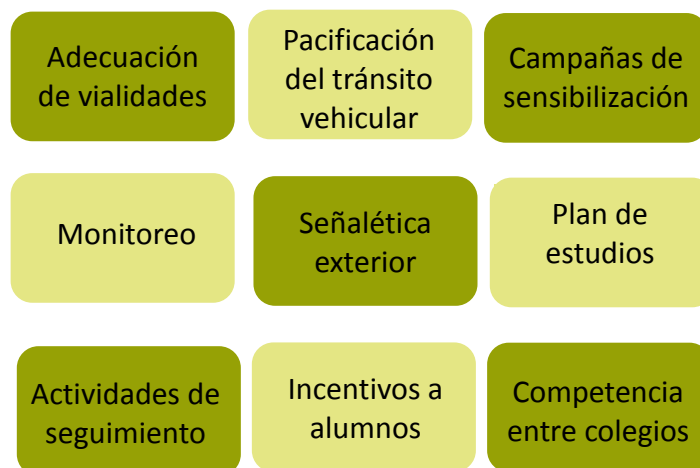 Adecuación
de vialidades
Pacificación
del tránsito
vehicular
Campañas de
sensibilización
Monitoreo
Señalética
exterior
Plan de
estudios
Actividades de
seguimiento
Incentivos a
alumnos
Competencia
entre colegios